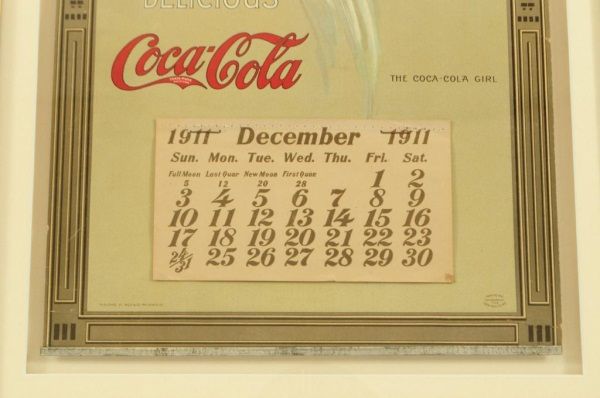 DELICIOUS
Coca-Cola
THE COCA-COLA GIRL
1911 December 1911
Sun. Mon. Tue. Wed. Thu. Fri. Sat.
Full Moon Last Quar New Moon First Quar
5 12 20 28
1 2
3 4 5 6 7 8 9
10 11 12 13 14 15 16
17 18 19 20 21 22 23
24/31 25 26 27 28 29 30